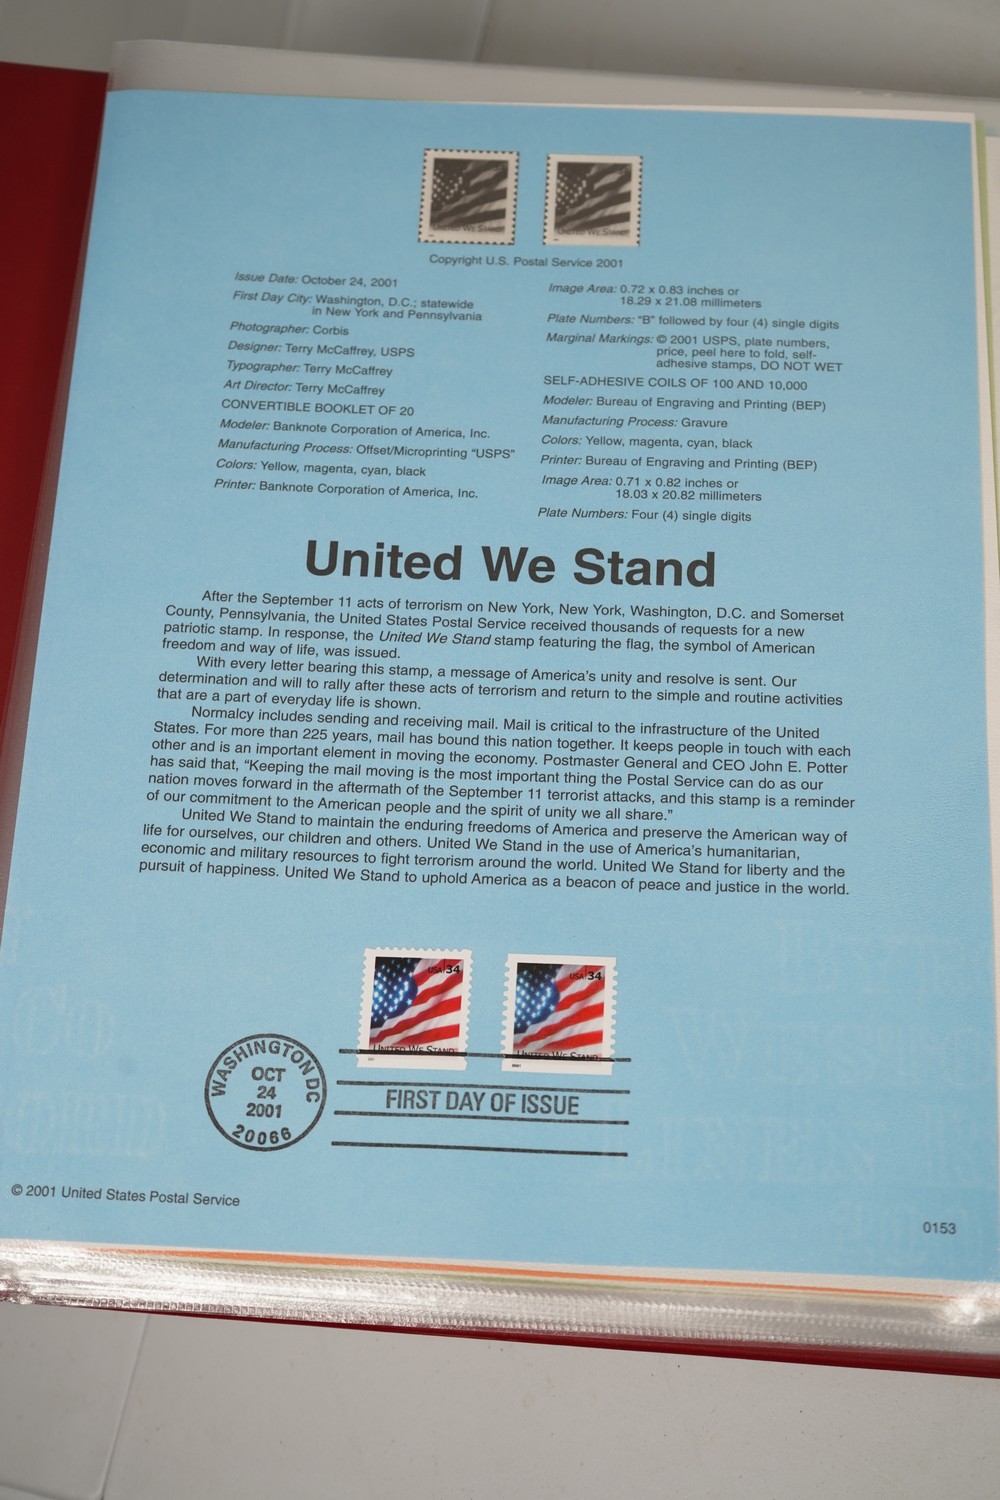 UNITED WE STAND
UNITED WE STAND
Copyright U.S. Postal Service 2001
Issue Date: October 24, 2001
First Day City: Washington, D.C.; statewide
in New York and Pennsylvania
Photographer: Corbis
Designer: Terry McCaffrey, USPS
Typographer: Terry McCaffrey
Art Director: Terry McCaffrey
CONVERTIBLE BOOKLET OF 20
Modeler: Banknote Corporation of America, Inc.
Manufacturing Process: Offset/Microprinting "USPS"
Colors: Yellow, magenta, cyan, black
Printer: Banknote Corporation of America, Inc.
Image Area: 0.72 x 0.83 inches or
18.29 x 21.08 millimeters
Plate Numbers: "B" followed by four (4) single digits
Marginal Markings: © 2001 USPS, plate numbers,
price, peel here to fold, self-
adhesive stamps, DO NOT WET
SELF-ADHESIVE COILS OF 100 AND 10,000
Modeler: Bureau of Engraving and Printing (BEP)
Manufacturing Process: Gravure
Colors: Yellow, magenta, cyan, black
Printer: Bureau of Engraving and Printing (BEP)
Image Area: 0.71 x 0.82 inches or
18.03 x 20.82 millimeters
Plate Numbers: Four (4) single digits
United We Stand
After the September 11 acts of terrorism on New York, New York, Washington, D.C. and Somerset
County, Pennsylvania, the United States Postal Service received thousands of requests for a new
patriotic stamp. In response, the United We Stand stamp featuring the flag, the symbol of American
freedom and way of life, was issued.
With every letter bearing this stamp, a message of America's unity and resolve is sent. Our
determination and will to rally after these acts of terrorism and return to the simple and routine activities
that are a part of everyday life is shown.
Normalcy includes sending and receiving mail. Mail is critical to the infrastructure of the United
States. For more than 225 years, mail has bound this nation together. It keeps people in touch with each
other and is an important element in moving the economy. Postmaster General and CEO John E. Potter
has said that, "Keeping the mail moving is the most important thing the Postal Service can do as our
nation moves forward in the aftermath of the September 11 terrorist attacks, and this stamp is a reminder
of our commitment to the American people and the spirit of unity we all share."
United We Stand to maintain the enduring freedoms of America and preserve the American way of
life for ourselves, our children and others. United We Stand in the use of America's humanitarian,
economic and military resources to fight terrorism around the world. United We Stand for liberty and the
pursuit of happiness. United We Stand to uphold America as a beacon of peace and justice in the world.
USA 34
UNITED WE STAND
USA 34
UNITED WE STAND
WASHINGTON DC
OCT
24
2001
20066
FIRST DAY OF ISSUE
© 2001 United States Postal Service
0153